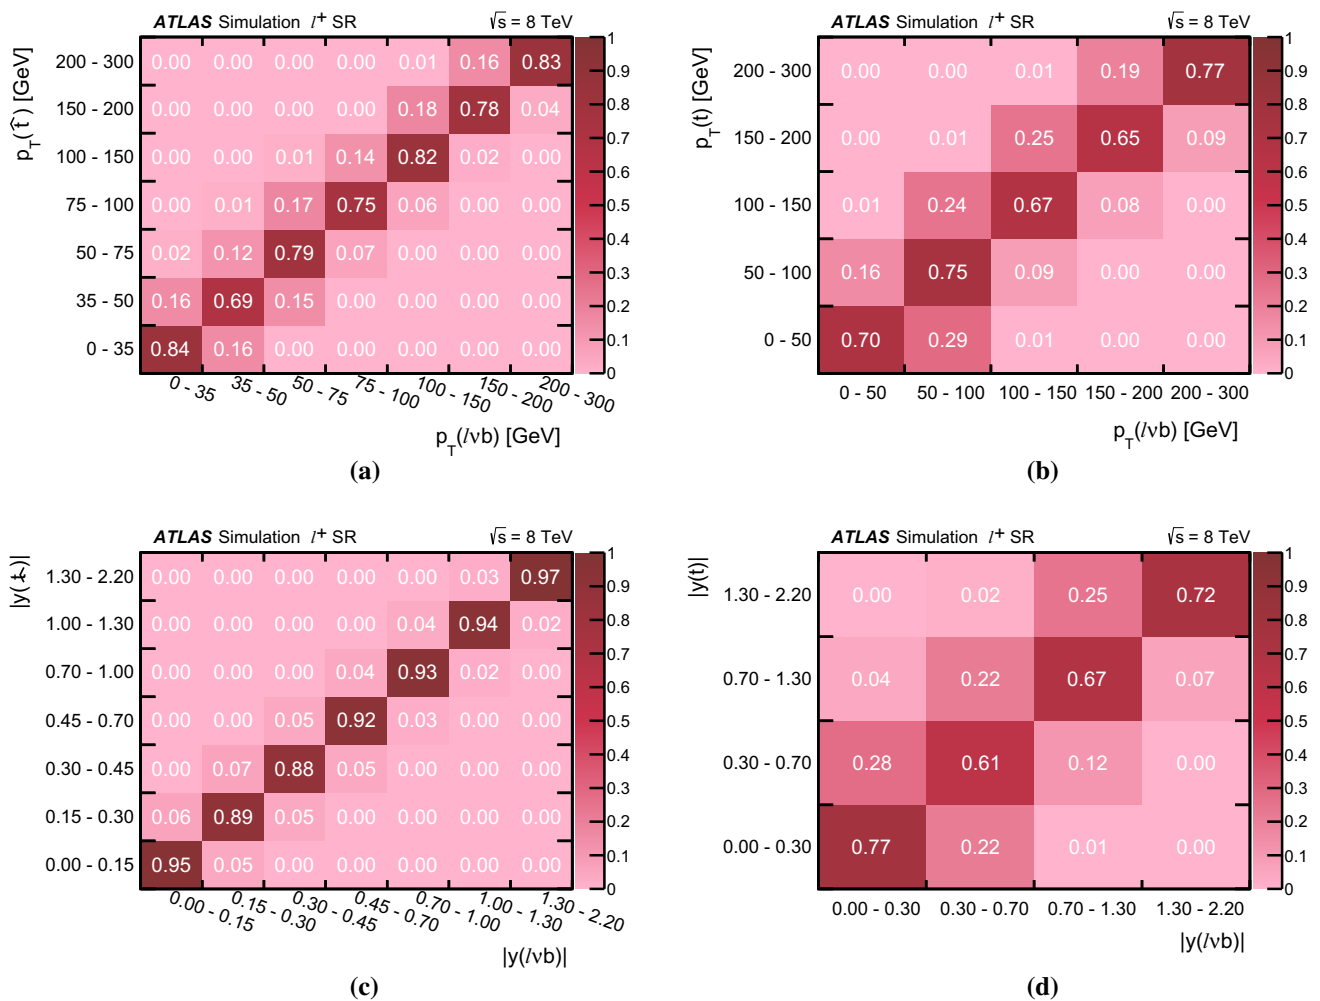 ATLAS Simulation l+ SR √s = 8 TeV
p_T(t̂) [GeV]
200 - 300 0.00 0.00 0.00 0.00 0.01 0.16 0.83
150 - 200 0.00 0.00 0.00 0.00 0.18 0.78 0.04
100 - 150 0.00 0.00 0.01 0.14 0.82 0.02 0.00
75 - 100 0.00 0.01 0.17 0.75 0.06 0.00 0.00
50 - 75 0.02 0.12 0.79 0.07 0.00 0.00 0.00
35 - 50 0.16 0.69 0.15 0.00 0.00 0.00 0.00
0 - 35 0.84 0.16 0.00 0.00 0.00 0.00 0.00
0 - 35 35 - 50 50 - 75 75 - 100 100 - 150 150 - 200 200 - 300
p_T(lνb) [GeV]
1
0.9
0.8
0.7
0.6
0.5
0.4
0.3
0.2
0.1
0
(a)
ATLAS Simulation l+ SR √s = 8 TeV
p_T(t) [GeV]
200 - 300 0.00 0.00 0.01 0.19 0.77
150 - 200 0.00 0.01 0.25 0.65 0.09
100 - 150 0.01 0.24 0.67 0.08 0.00
50 - 100 0.16 0.75 0.09 0.00 0.00
0 - 50 0.70 0.29 0.01 0.00 0.00
0 - 50 50 - 100 100 - 150 150 - 200 200 - 300
p_T(lνb) [GeV]
1
0.9
0.8
0.7
0.6
0.5
0.4
0.3
0.2
0.1
0
(b)
ATLAS Simulation l+ SR √s = 8 TeV
|y(t̂)|
1.30 - 2.20 0.00 0.00 0.00 0.00 0.00 0.03 0.97
1.00 - 1.30 0.00 0.00 0.00 0.00 0.04 0.94 0.02
0.70 - 1.00 0.00 0.00 0.00 0.04 0.93 0.02 0.00
0.45 - 0.70 0.00 0.00 0.05 0.92 0.03 0.00 0.00
0.30 - 0.45 0.00 0.07 0.88 0.05 0.00 0.00 0.00
0.15 - 0.30 0.06 0.89 0.05 0.00 0.00 0.00 0.00
0.00 - 0.15 0.95 0.05 0.00 0.00 0.00 0.00 0.00
0.00 - 0.15 0.15 - 0.30 0.30 - 0.45 0.45 - 0.70 0.70 - 1.00 1.00 - 1.30 1.30 - 2.20
|y(lνb)|
1
0.9
0.8
0.7
0.6
0.5
0.4
0.3
0.2
0.1
0
(c)
ATLAS Simulation l+ SR √s = 8 TeV
|y(t)|
1.30 - 2.20 0.00 0.02 0.25 0.72
0.70 - 1.30 0.04 0.22 0.67 0.07
0.30 - 0.70 0.28 0.61 0.12 0.00
0.00 - 0.30 0.77 0.22 0.01 0.00
0.00 - 0.30 0.30 - 0.70 0.70 - 1.30 1.30 - 2.20
|y(lνb)|
1
0.9
0.8
0.7
0.6
0.5
0.4
0.3
0.2
0.1
0
(d)